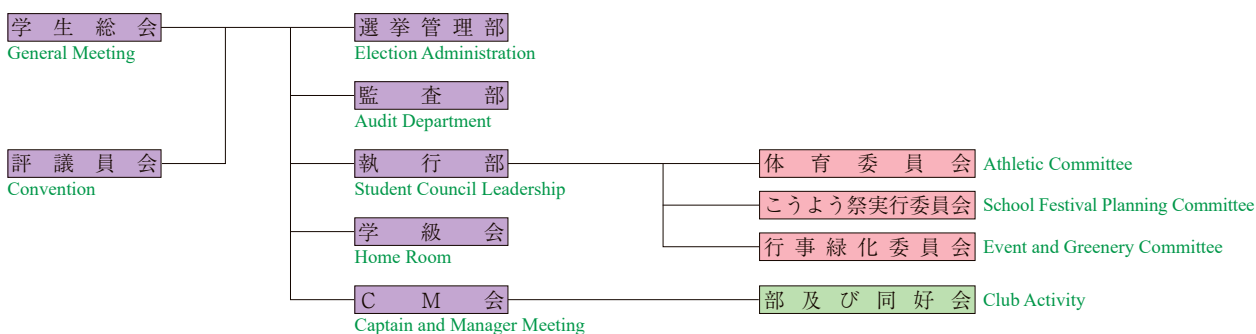 学生総会
General Meeting
評議員会
Convention
選挙管理部
Election Administration
監査部
Audit Department
執行部
Student Council Leadership
学級会
Home Room
CM会
Captain and Manager Meeting
体育委員会 Athletic Committee
こうよう祭実行委員会 School Festival Planning Committee
行事緑化委員会 Event and Greenery Committee
部及び同好会 Club Activity